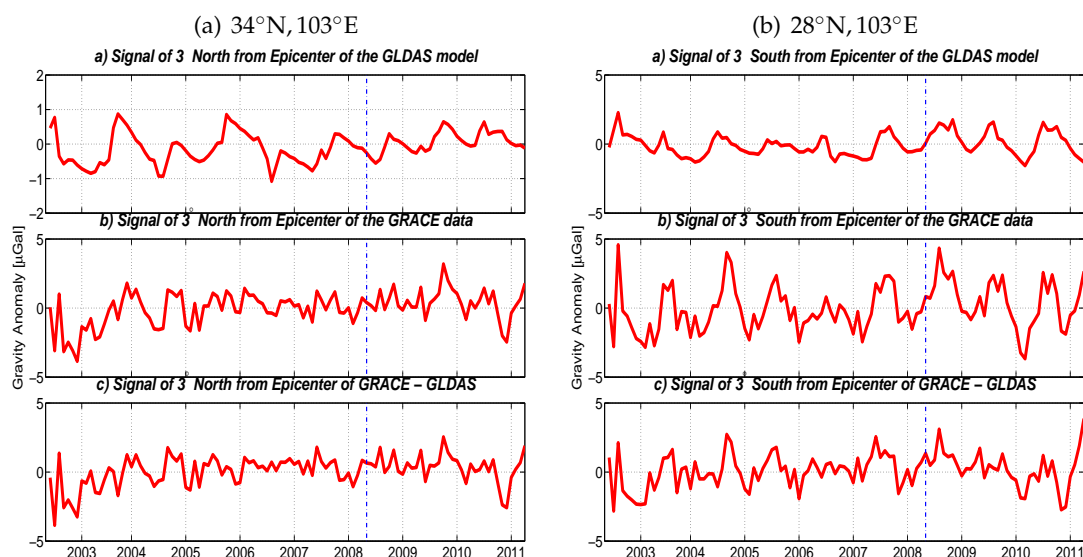 (a) 34°N, 103°E
a) Signal of 3 North from Epicenter of the GLDAS model
2
1
0
−1
−2
b) Signal of 3° North from Epicenter of the GRACE data
5
0
−5
Gravity Anomaly [µGal]
c) Signal of 3° North from Epicenter of GRACE − GLDAS
5
0
−5
2003 2004 2005 2006 2007 2008 2009 2010 2011
(b) 28°N, 103°E
a) Signal of 3 South from Epicenter of the GLDAS model
5
0
−5
b) Signal of 3° South from Epicenter of the GRACE data
5
0
−5
Gravity Anomaly [µGal]
c) Signal of 3° South from Epicenter of GRACE − GLDAS
5
0
−5
2003 2004 2005 2006 2007 2008 2009 2010 2011